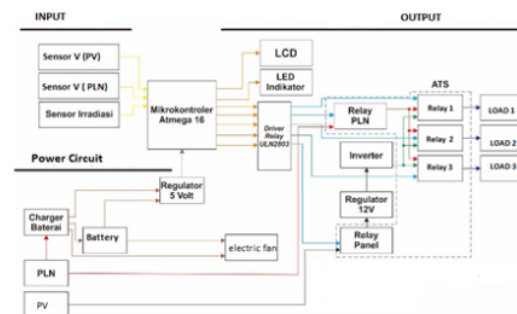 INPUT
OUTPUT
Sensor V (PV)
Sensor V ( PLN)
Sensor Irradiasi
Mikrokontroler
Atmega 16
LCD
LED
Indikator
Driver
Relay
ULN2803
Relay
PLN
ATS
Relay 1
Relay 2
Relay 3
LOAD 1
LOAD 2
LOAD 3
Inverter
Regulator
12V
Relay
Panel
Power Circuit
Regulator
5 Volt
Charger
Baterai
Battery
electric fan
PLN
PV